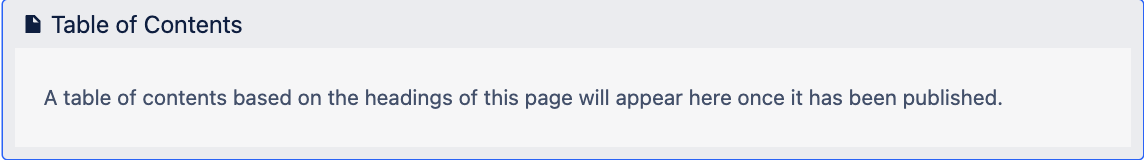 Table of Contents
A table of contents based on the headings of this page will appear here once it has been published.